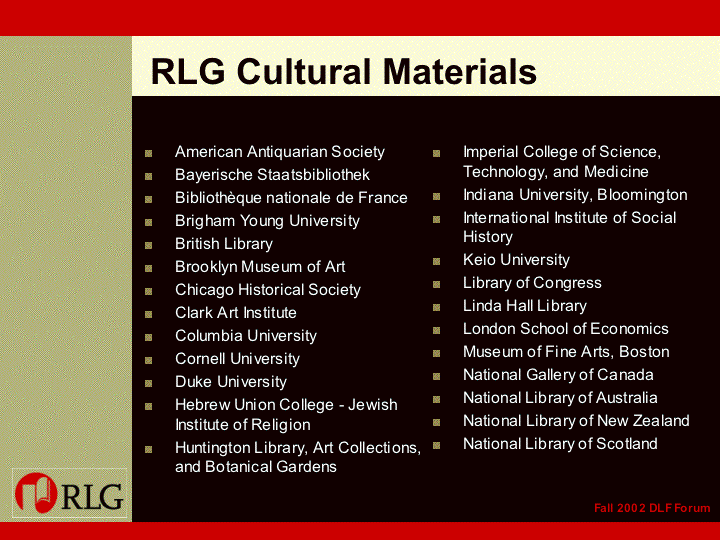 RLG Cultural Materials
American Antiquarian Society
Bayerische Staatsbibliothek
Bibliothèque nationale de France
Brigham Young University
British Library
Brooklyn Museum of Art
Chicago Historical Society
Clark Art Institute
Columbia University
Cornell University
Duke University
Hebrew Union College - Jewish
Institute of Religion
Huntington Library, Art Collections,
and Botanical Gardens
Imperial College of Science,
Technology, and Medicine
Indiana University, Bloomington
International Institute of Social
History
Keio University
Library of Congress
Linda Hall Library
London School of Economics
Museum of Fine Arts, Boston
National Gallery of Canada
National Library of Australia
National Library of New Zealand
National Library of Scotland
RLG
Fall 2002 DLF Forum